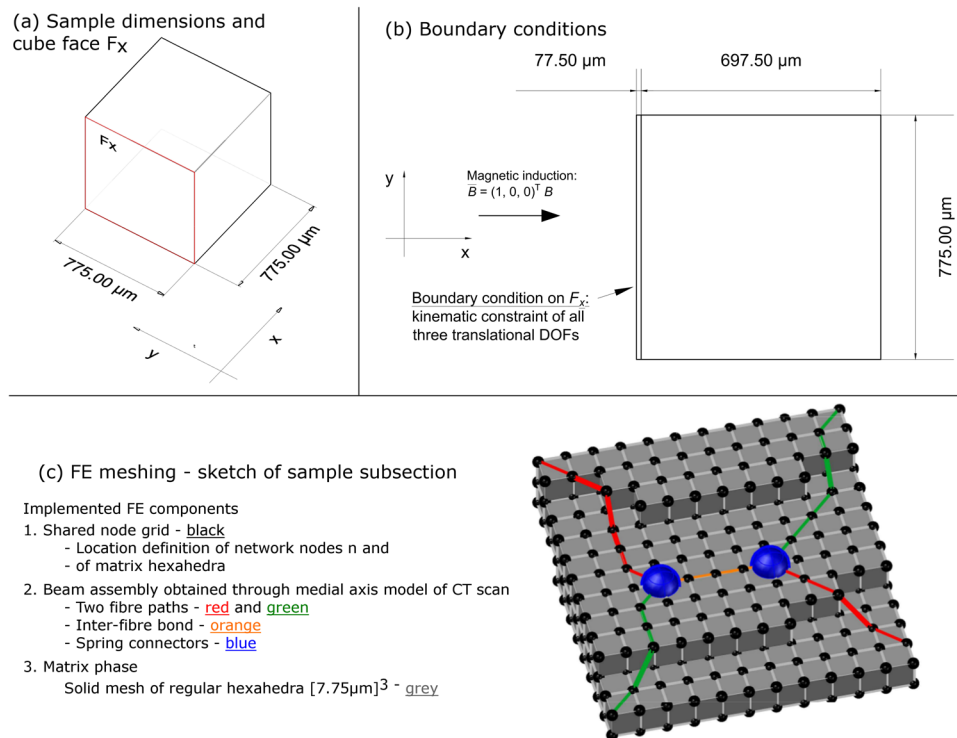 (a) Sample dimensions and
cube face Fx
Fx
775.00 µm
775.00 µm
y
x
(b) Boundary conditions
77.50 µm
697.50 µm
y
Magnetic induction:
B̅ = (1, 0, 0)ᵀ B
x
775.00 µm
Boundary condition on Fx:
kinematic constraint of all
three translational DOFs
(c) FE meshing - sketch of sample subsection
Implemented FE components
1. Shared node grid - black
- Location definition of network nodes n and
- of matrix hexahedra
2. Beam assembly obtained through medial axis model of CT scan
- Two fibre paths - red and green
- Inter-fibre bond - orange
- Spring connectors - blue
3. Matrix phase
Solid mesh of regular hexahedra [7.75µm]³ - grey